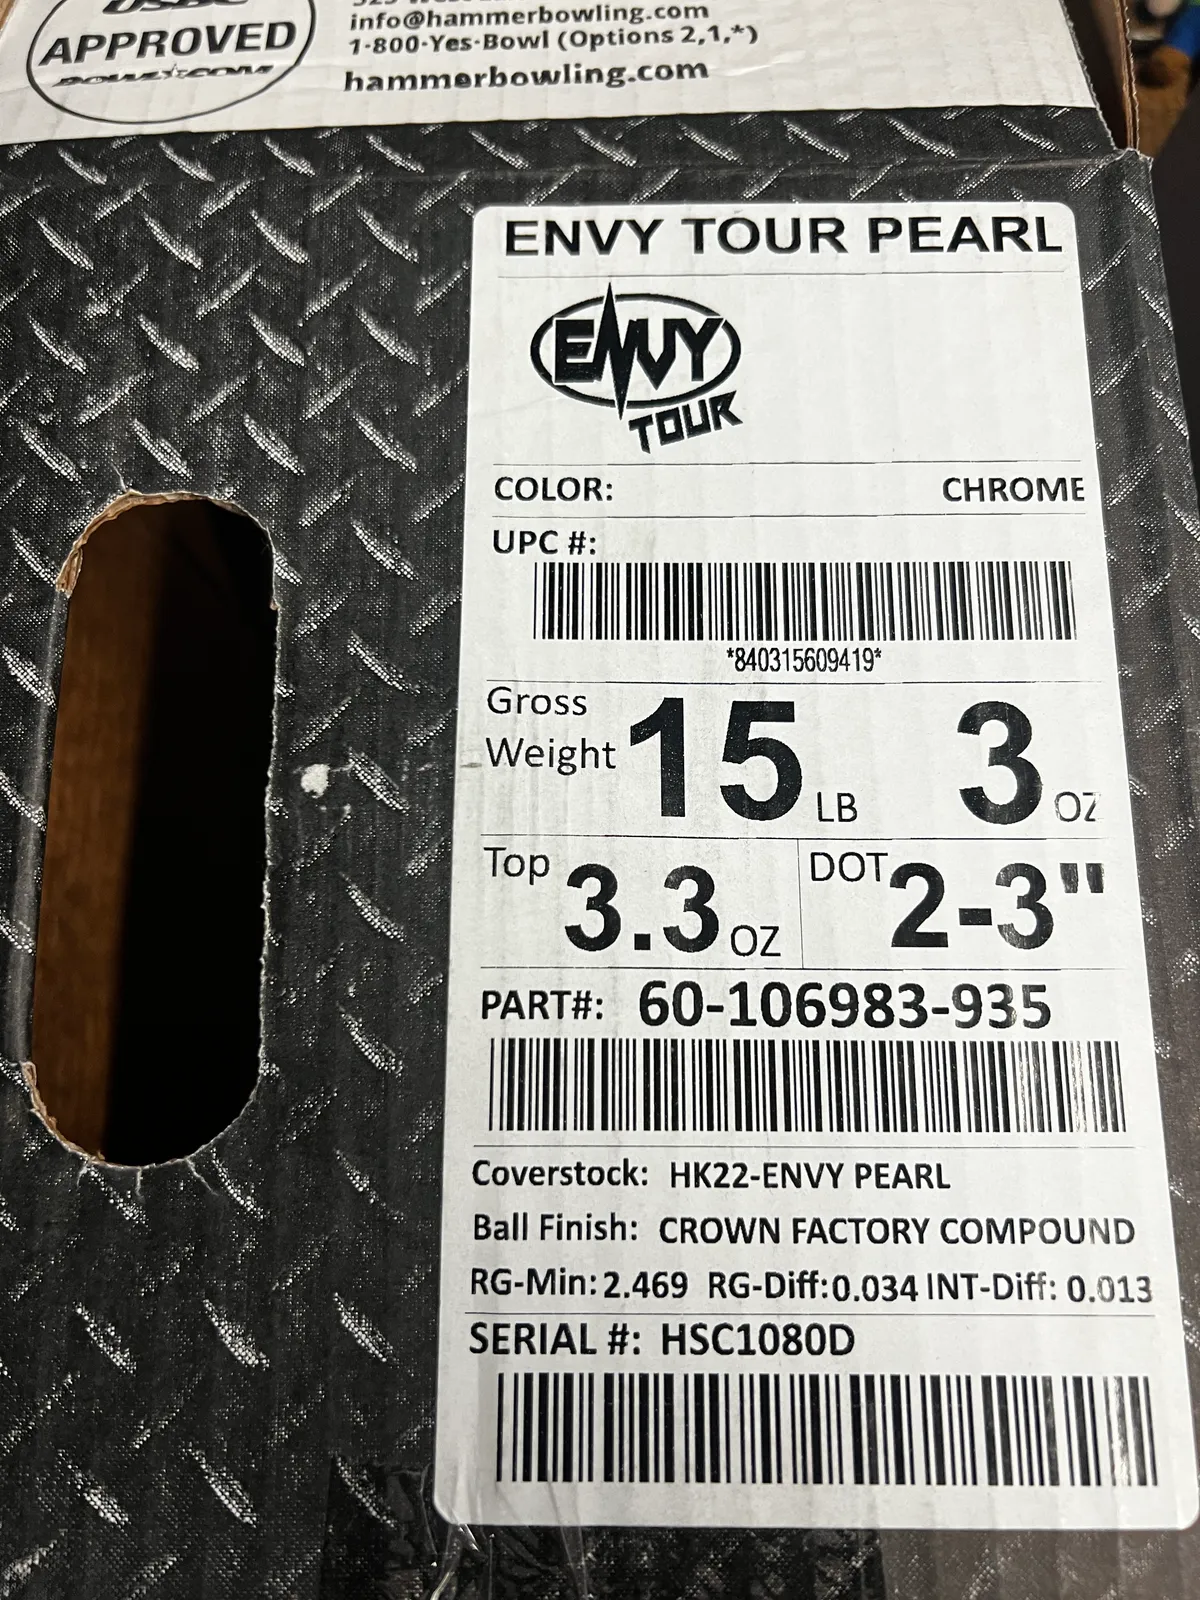 USBC
APPROVED
BOWL.COM
info@hammerbowling.com
1-800-Yes-Bowl (Options 2,1,*)
hammerbowling.com
ENVY TOUR PEARL
ENVY
TOUR
COLOR: CHROME
UPC #:
*840315609419*
Gross Weight 15 LB 3 OZ
Top 3.3 OZ DOT 2-3"
PART#: 60-106983-935
Coverstock: HK22-ENVY PEARL
Ball Finish: CROWN FACTORY COMPOUND
RG-Min: 2.469 RG-Diff: 0.034 INT-Diff: 0.013
SERIAL #: HSC1080D